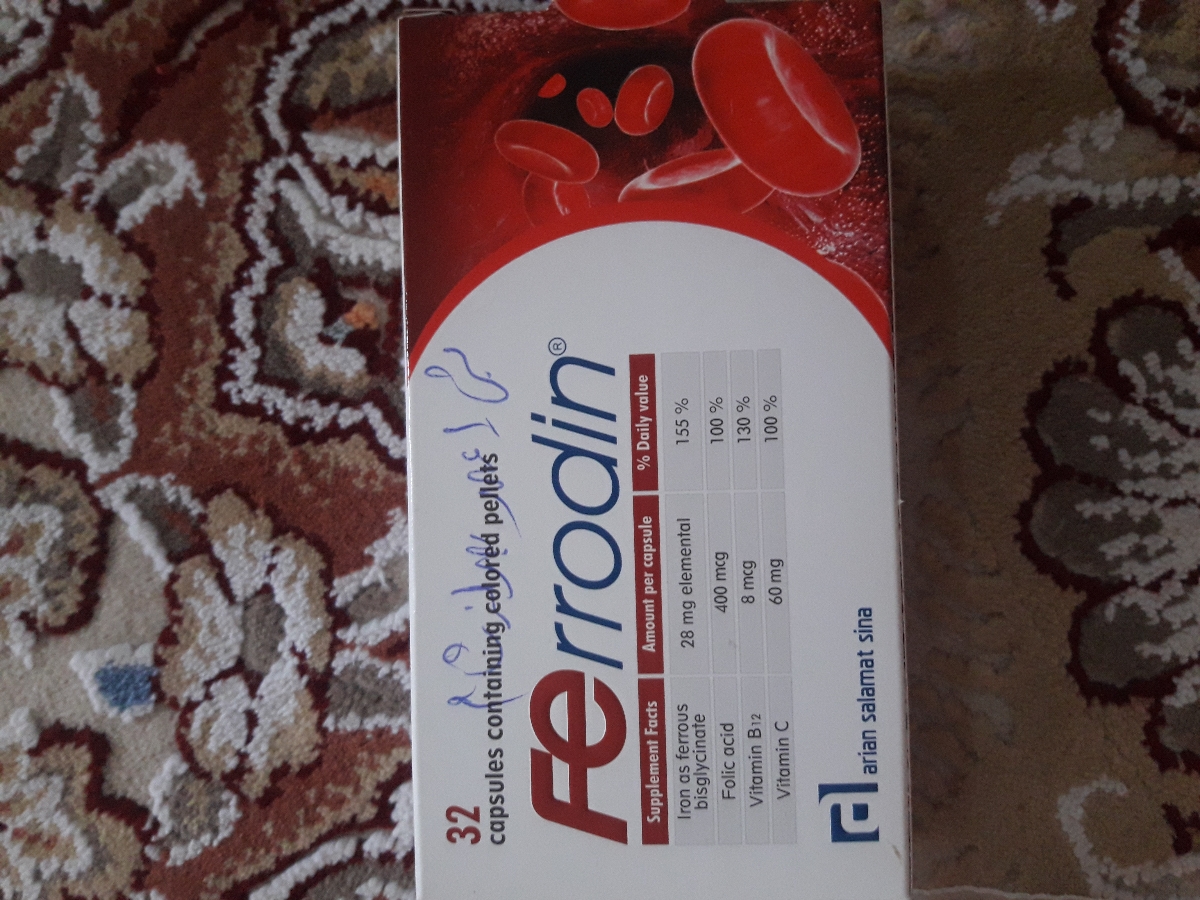 32
capsules containing colored pellets
Ferrodin®
Supplement Facts Amount per capsule % Daily value
Iron as ferrous bisglycinate 28 mg elemental 155 %
Folic acid 400 mcg 100 %
Vitamin B12 8 mcg 130 %
Vitamin C 60 mg 100 %
arian salamat sina